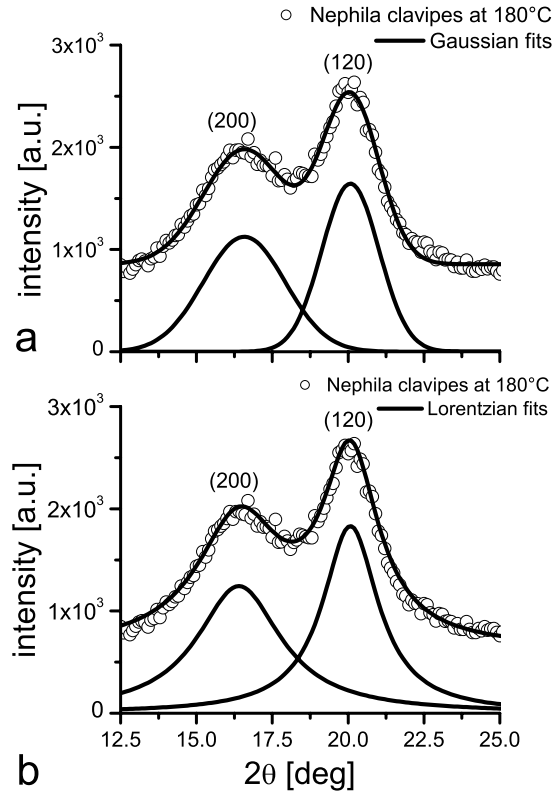 Nephila clavipes at 180°C
Gaussian fits
3x10³
(120)
(200)
2x10³
intensity [a.u.]
1x10³
a
0
Nephila clavipes at 180°C
3x10³
Lorentzian fits
(120)
(200)
2x10³
intensity [a.u.]
1x10³
0
12.5 15.0 17.5 20.0 22.5 25.0
b
2θ [deg]